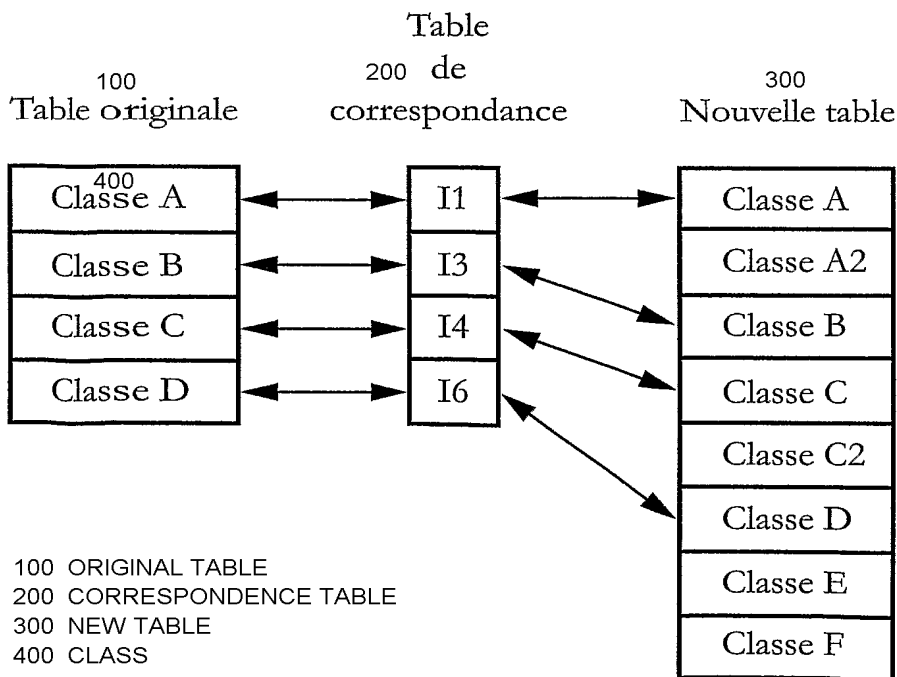 Table
200 de
correspondance
100
Table originale
300
Nouvelle table
400
Classe A
Classe B
Classe C
Classe D
I1
I3
I4
I6
Classe A
Classe A2
Classe B
Classe C
Classe C2
Classe D
Classe E
Classe F
100 ORIGINAL TABLE
200 CORRESPONDENCE TABLE
300 NEW TABLE
400 CLASS